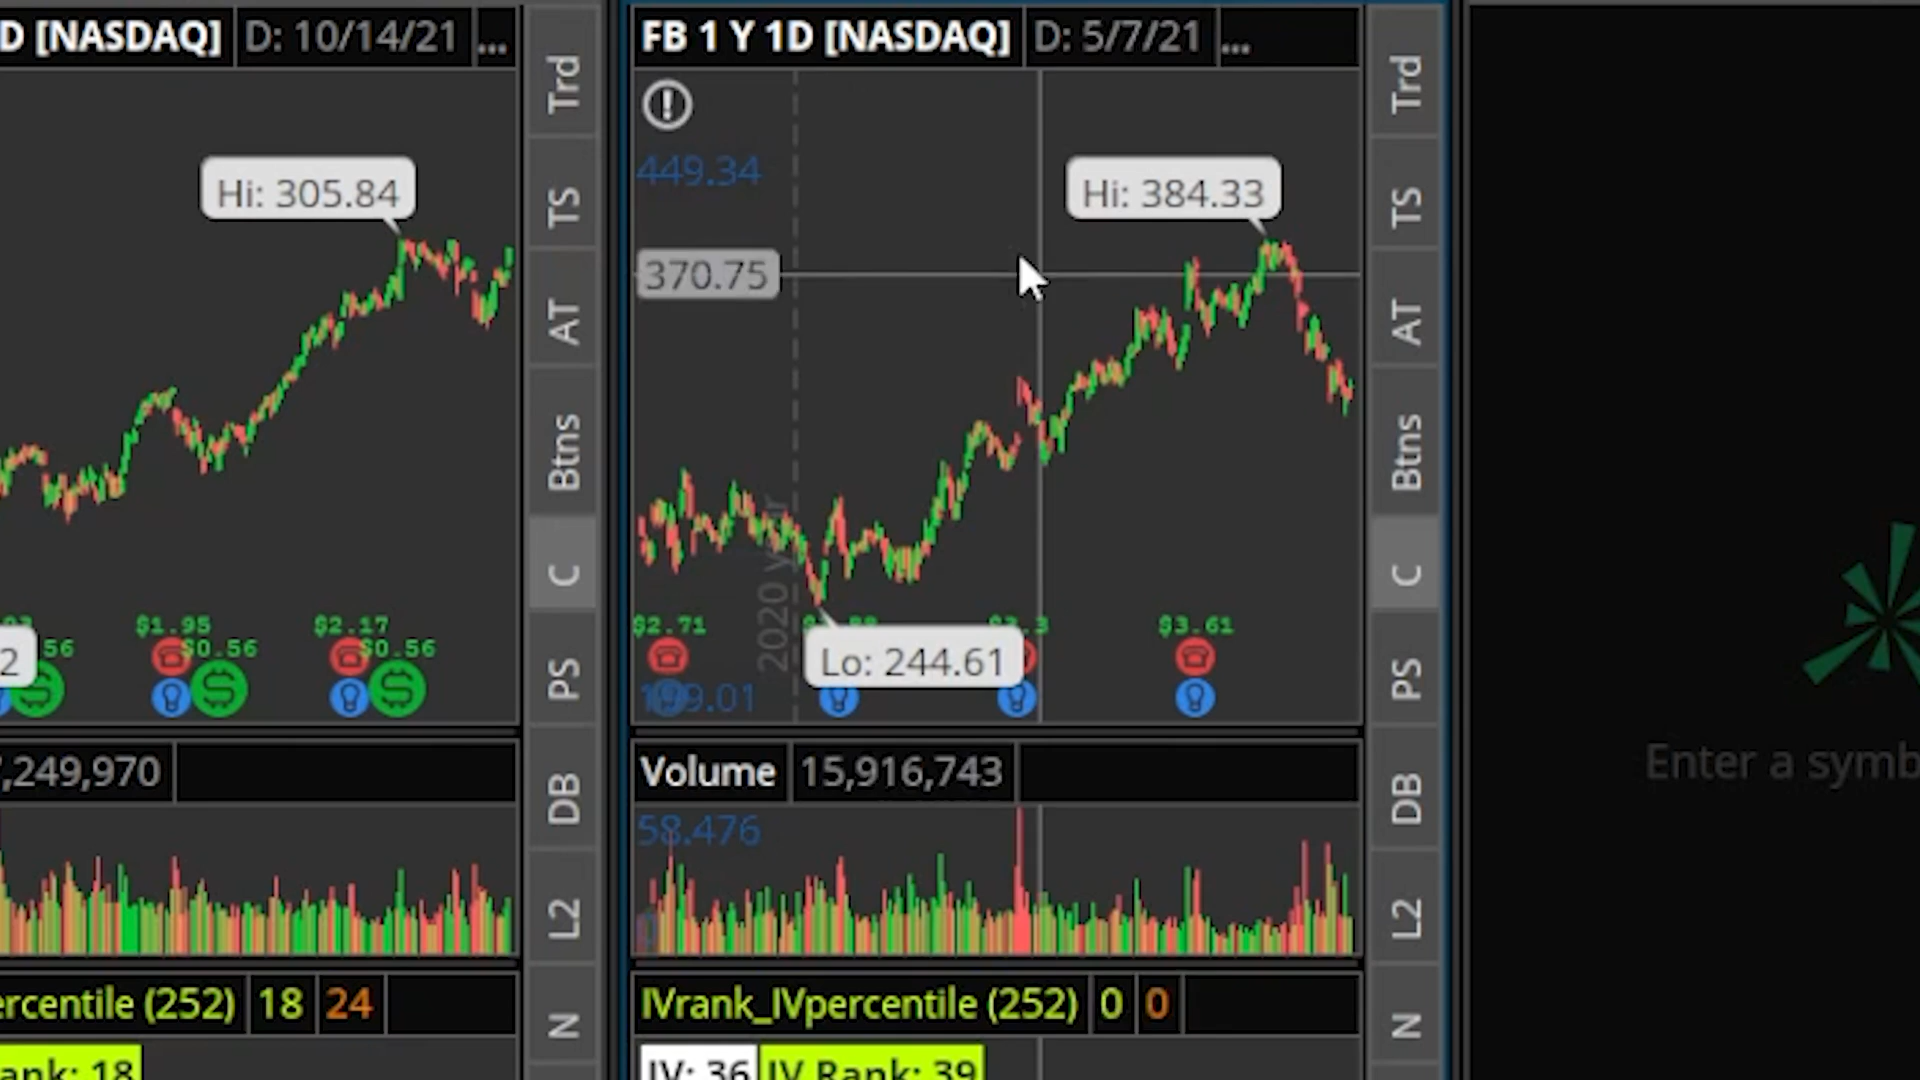 D [NASDAQ] D: 10/14/21 ...
Hi: 305.84
$1.95
$2.17
56 $0.56 $0.56
2
,249,970
ercentile (252) 18 24
ank: 18
Trd
TS
AT
Btns
C
PS
DB
L2
N
FB 1 Y 1D [NASDAQ] D: 5/7/21 ...
449.34
Hi: 384.33
370.75
2020 year
$2.71
$3.61
Lo: 244.61
Volume 15,916,743
58.476
0
IVrank_IVpercentile (252) 0 0
IV: 36 IV Rank: 39
Trd
TS
AT
Btns
C
PS
DB
L2
N
Enter a symb